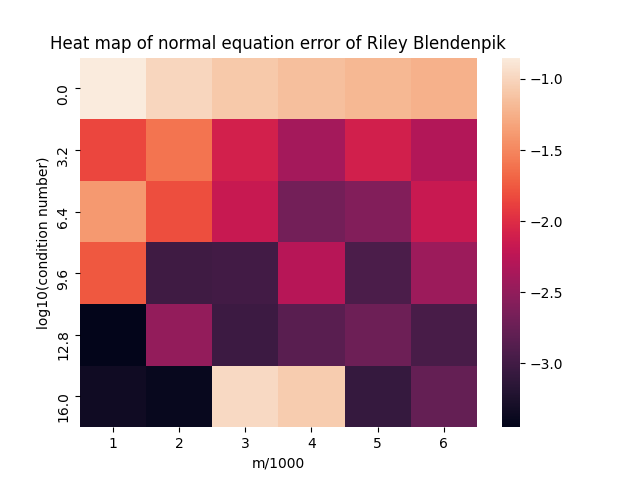 Heat map of normal equation error of Riley Blendenpik
log10(condition number)
0.0
3.2
6.4
9.6
12.8
16.0
1 2 3 4 5 6
m/1000
−1.0
−1.5
−2.0
−2.5
−3.0